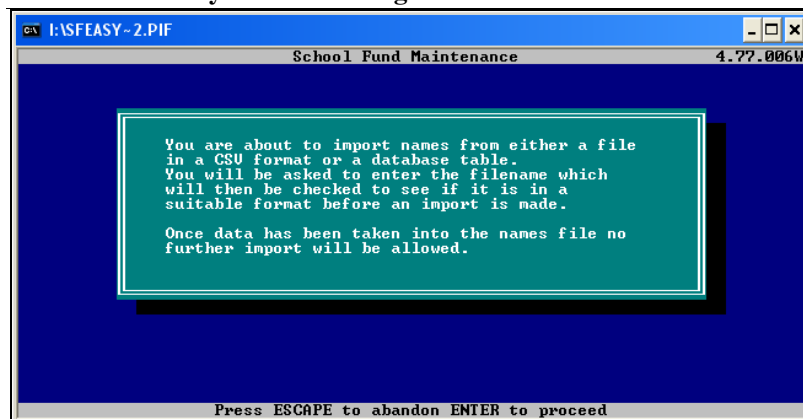 I:\SFEASY~2.PIF
School Fund Maintenance 4.77.006W
You are about to import names from either a file
in a CSV format or a database table.
You will be asked to enter the filename which
will then be checked to see if it is in a
suitable format before an import is made.
Once data has been taken into the names file no
further import will be allowed.
Press ESCAPE to abandon ENTER to proceed